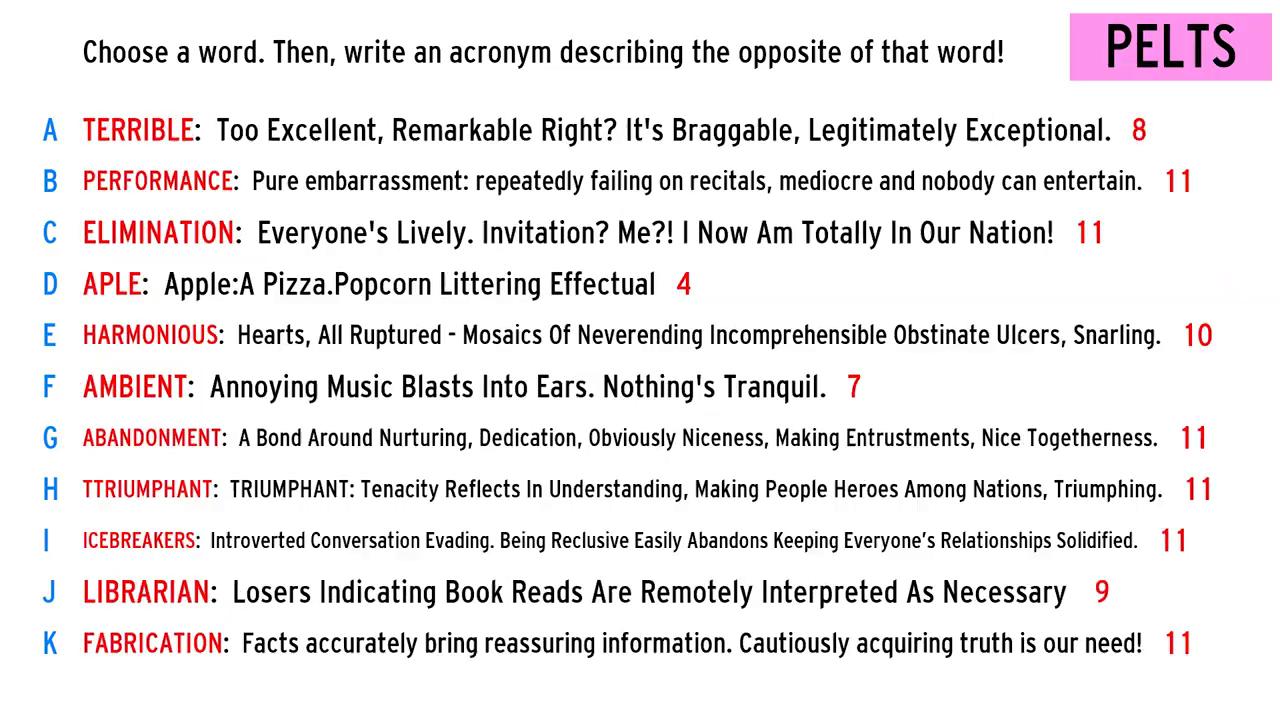 Choose a word. Then, write an acronym describing the opposite of that word!
PELTS
A TERRIBLE: Too Excellent, Remarkable Right? It's Braggable, Legitimately Exceptional. 8
B PERFORMANCE: Pure embarrassment: repeatedly failing on recitals, mediocre and nobody can entertain. 11
C ELIMINATION: Everyone's Lively. Invitation? Me?! I Now Am Totally In Our Nation! 11
D APLE: Apple:A Pizza.Popcorn Littering Effectual 4
E HARMONIOUS: Hearts, All Ruptured - Mosaics Of Neverending Incomprehensible Obstinate Ulcers, Snarling. 10
F AMBIENT: Annoying Music Blasts Into Ears. Nothing's Tranquil. 7
G ABANDONMENT: A Bond Around Nurturing, Dedication, Obviously Niceness, Making Entrustments, Nice Togetherness. 11
H TTRIUMPHANT: TRIUMPHANT: Tenacity Reflects In Understanding, Making People Heroes Among Nations, Triumphing. 11
I ICEBREAKERS: Introverted Conversation Evading. Being Reclusive Easily Abandons Keeping Everyone’s Relationships Solidified. 11
J LIBRARIAN: Losers Indicating Book Reads Are Remotely Interpreted As Necessary 9
K FABRICATION: Facts accurately bring reassuring information. Cautiously acquiring truth is our need! 11